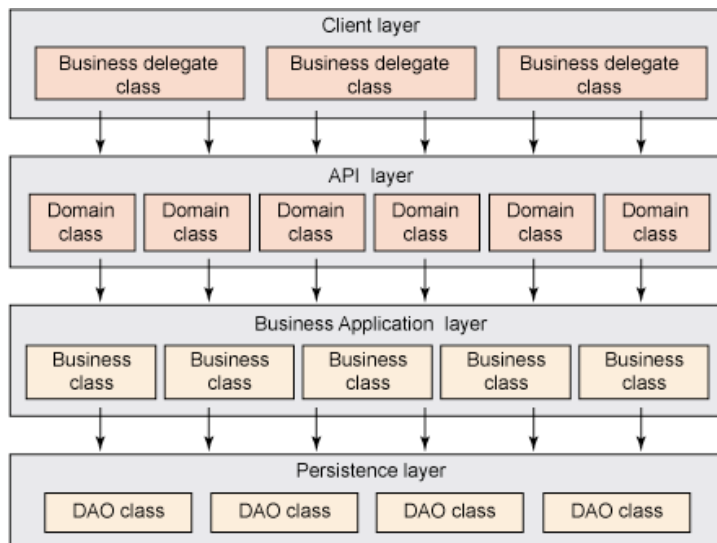 Client layer
Business delegate class
Business delegate class
Business delegate class
API layer
Domain class
Domain class
Domain class
Domain class
Domain class
Domain class
Business Application layer
Business class
Business class
Business class
Business class
Business class
Persistence layer
DAO class
DAO class
DAO class
DAO class